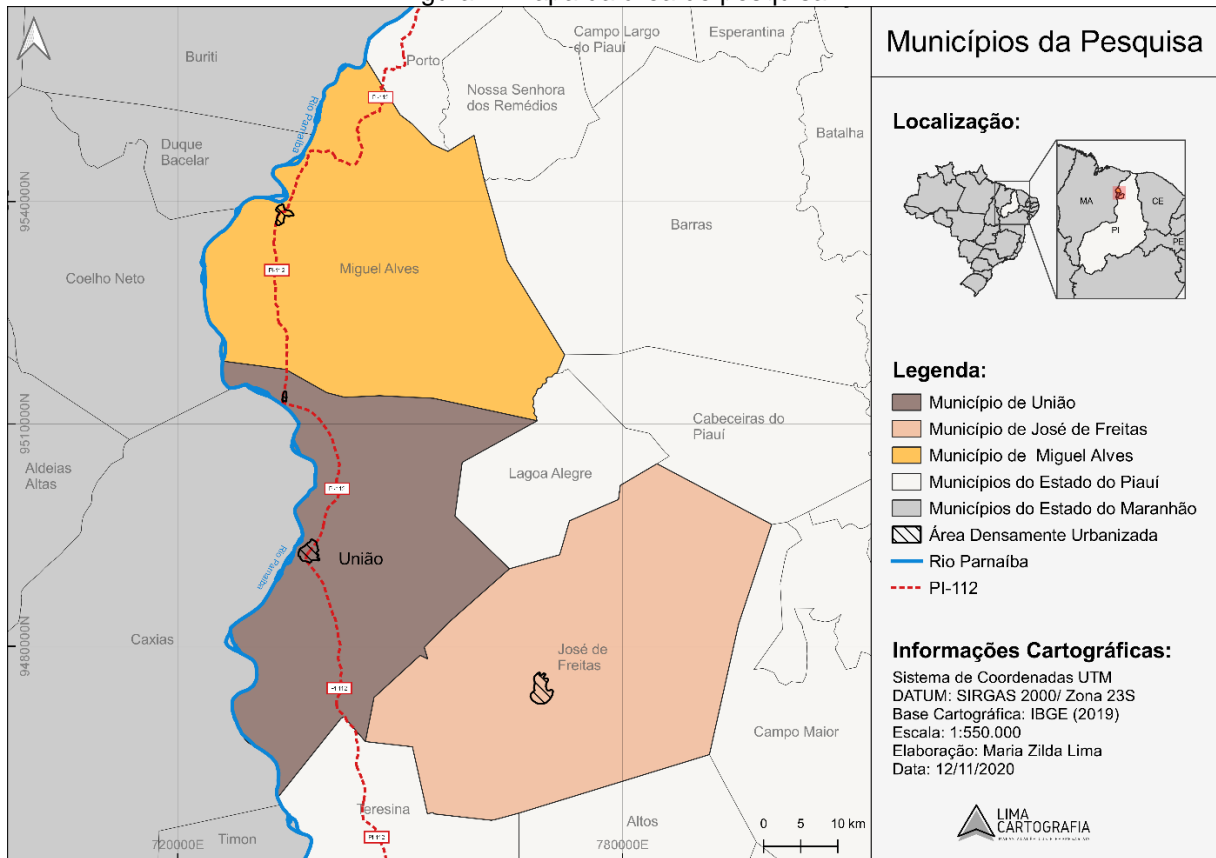 Municípios da Pesquisa
Campo Largo
do Piauí
Esperantina
Buriti
Porto
Nossa Senhora
dos Remédios
Rio Parnaíba
Batalha
Duque
Bacelar
9540000N
Barras
Miguel Alves
PI-112
Coelho Neto
Cabeceiras do
Piauí
9510000N
Aldeias
Altas
Lagoa Alegre
União
Rio Parnaíba
Caxias
9480000N
José de
Freitas
PI-112
Campo Maior
Teresina
Altos
Timon
PI-112
720000E
780000E
0 5 10 km
Localização:
MA
CE
PI
PE
Legenda:
Município de União
Município de José de Freitas
Município de Miguel Alves
Municípios do Estado do Piauí
Municípios do Estado do Maranhão
Área Densamente Urbanizada
Rio Parnaíba
PI-112
Informações Cartográficas:
Sistema de Coordenadas UTM
DATUM: SIRGAS 2000/ Zona 23S
Base Cartográfica: IBGE (2019)
Escala: 1:550.000
Elaboração: Maria Zilda Lima
Data: 12/11/2020
LIMA
CARTOGRAFIA